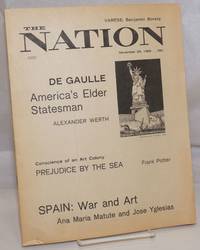 VARESE: Benjamin Boretz
THE
NATION
DE GAULLE
America's Elder
Statesman
ALEXANDER WERTH
Conscience of an Art Colony
PREJUDICE BY THE SEA
Frank Potter
SPAIN: War and Art
Ana Maria Matute and Jose Yglesias